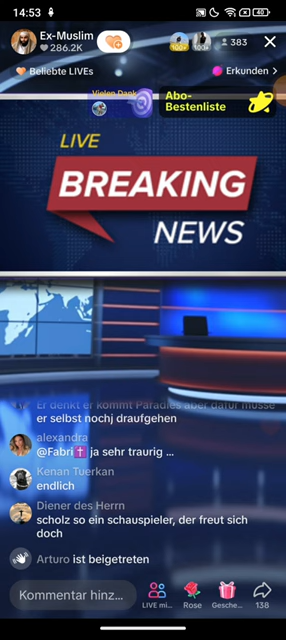 14:53
40
Ex-Muslim
286.2K
100+
100+
383
Beliebte LIVEs
Erkunden >
Vielen Dank
Abo-
Bestenliste
LIVE
BREAKING
NEWS
Er denkt er kommt Paradies aber dafür müsse
er selbst nochj draufgehen
alexandra
@Fabri✝️ ja sehr traurig ...
Kenan Tuerkan
endlich
Diener des Herrn
scholz so ein schauspieler, der freut sich
doch
Arturo ist beigetreten
Kommentar hinz...
LIVE mi...
Rose
Gesche...
138